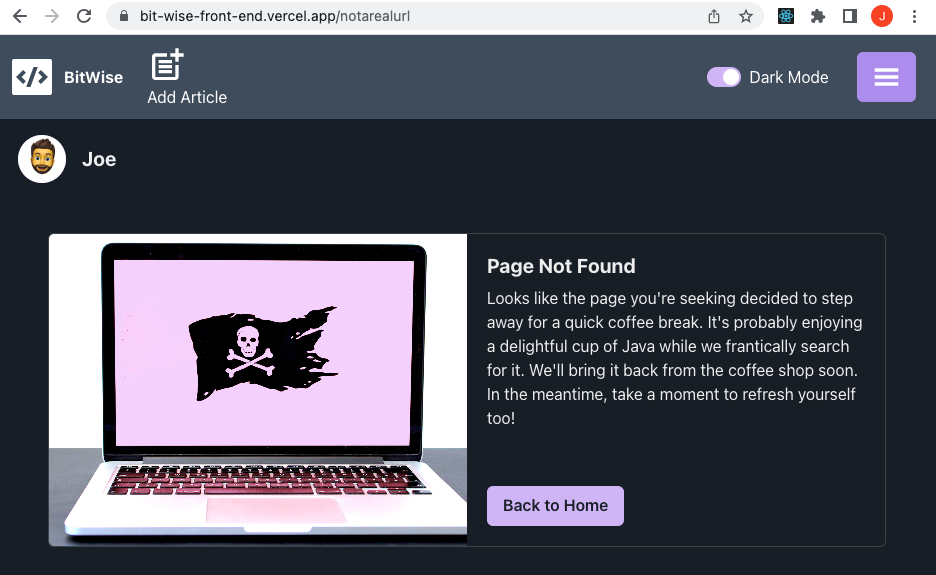 bit-wise-front-end.vercel.app/notarealurl
J
</> BitWise
Add Article
Dark Mode
Joe
Page Not Found
Looks like the page you're seeking decided to step
away for a quick coffee break. It's probably enjoying
a delightful cup of Java while we frantically search
for it. We'll bring it back from the coffee shop soon.
In the meantime, take a moment to refresh yourself
too!
Back to Home